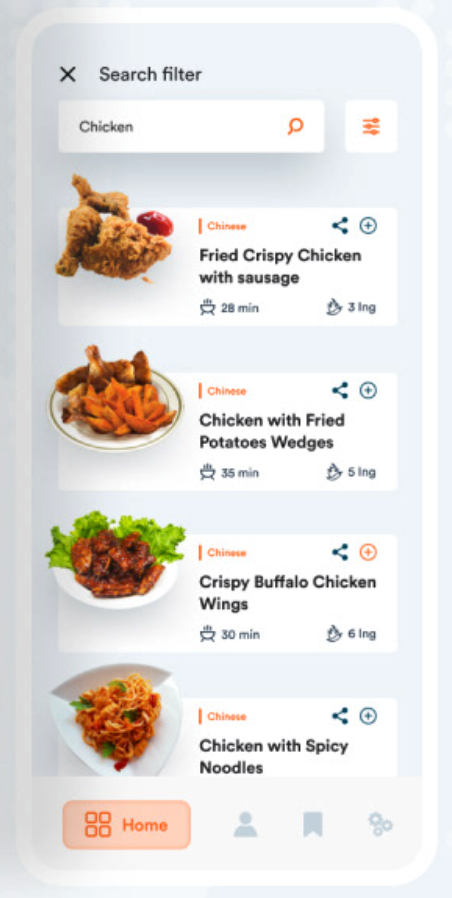 Search filter
Chicken
Chinese
Fried Crispy Chicken
with sausage
28 min
3 Ing
Chinese
Chicken with Fried
Potatoes Wedges
35 min
5 Ing
Chinese
Crispy Buffalo Chicken
Wings
30 min
6 Ing
Chinese
Chicken with Spicy
Noodles
Home